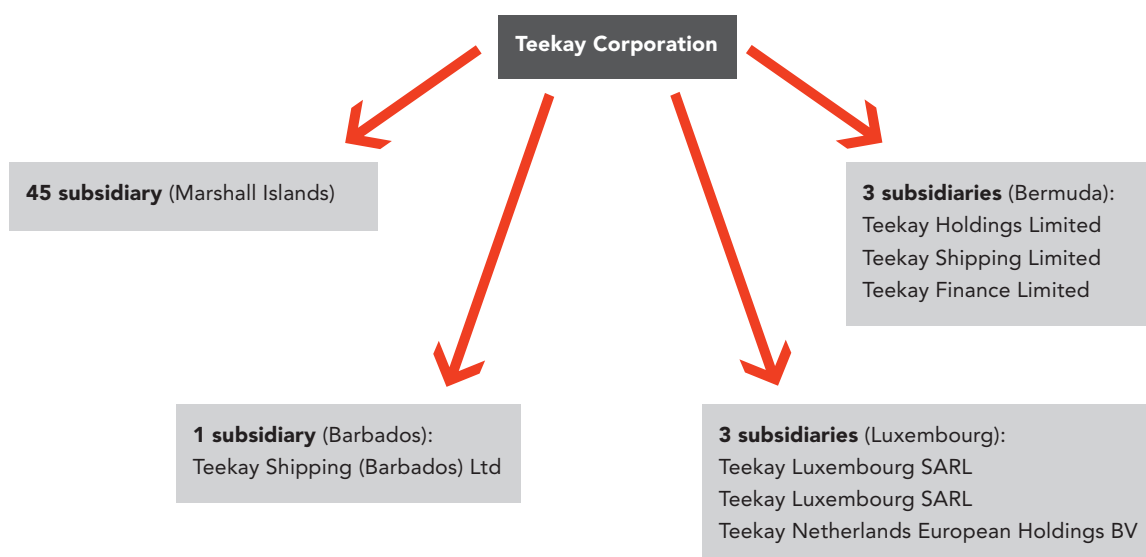 Teekay Corporation
45 subsidiary (Marshall Islands)
3 subsidiaries (Bermuda):
Teekay Holdings Limited
Teekay Shipping Limited
Teekay Finance Limited
1 subsidiary (Barbados):
Teekay Shipping (Barbados) Ltd
3 subsidiaries (Luxembourg):
Teekay Luxembourg SARL
Teekay Luxembourg SARL
Teekay Netherlands European Holdings BV